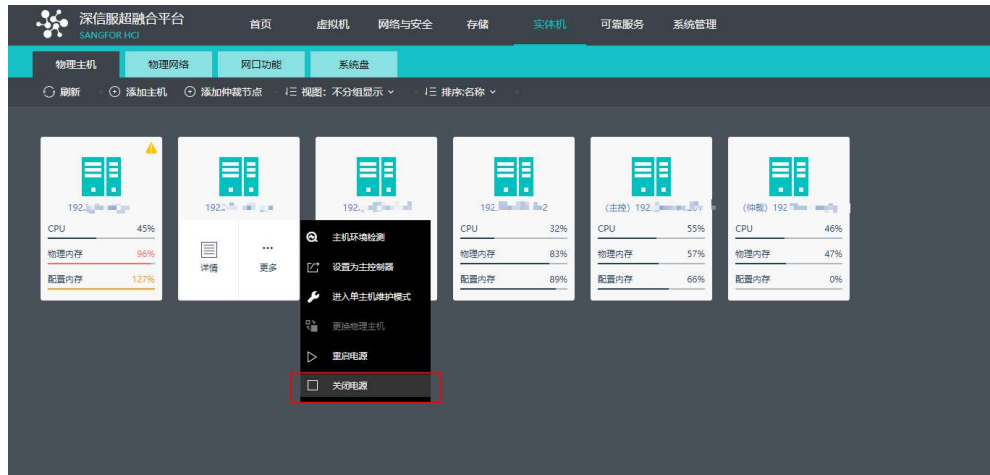 深信服超融合平台
SANGFOR HCI
首页 虚拟机 网络与安全 存储 实体机 可靠服务 系统管理
物理主机 物理网络 网口功能 系统盘
刷新 添加主机 添加仲裁节点 视图：不分组显示 排序:名称
192. 192. 192. 192 (主控) 192 (仲裁) 192
CPU 45%
物理内存 96%
配置内存 127%
详情
... 更多
主机环境检测
设置为主控制器
进入单主机维护模式
更换物理主机
重启电源
关闭电源
CPU 32%
物理内存 83%
配置内存 89%
CPU 55%
物理内存 57%
配置内存 66%
CPU 46%
物理内存 47%
配置内存 0%